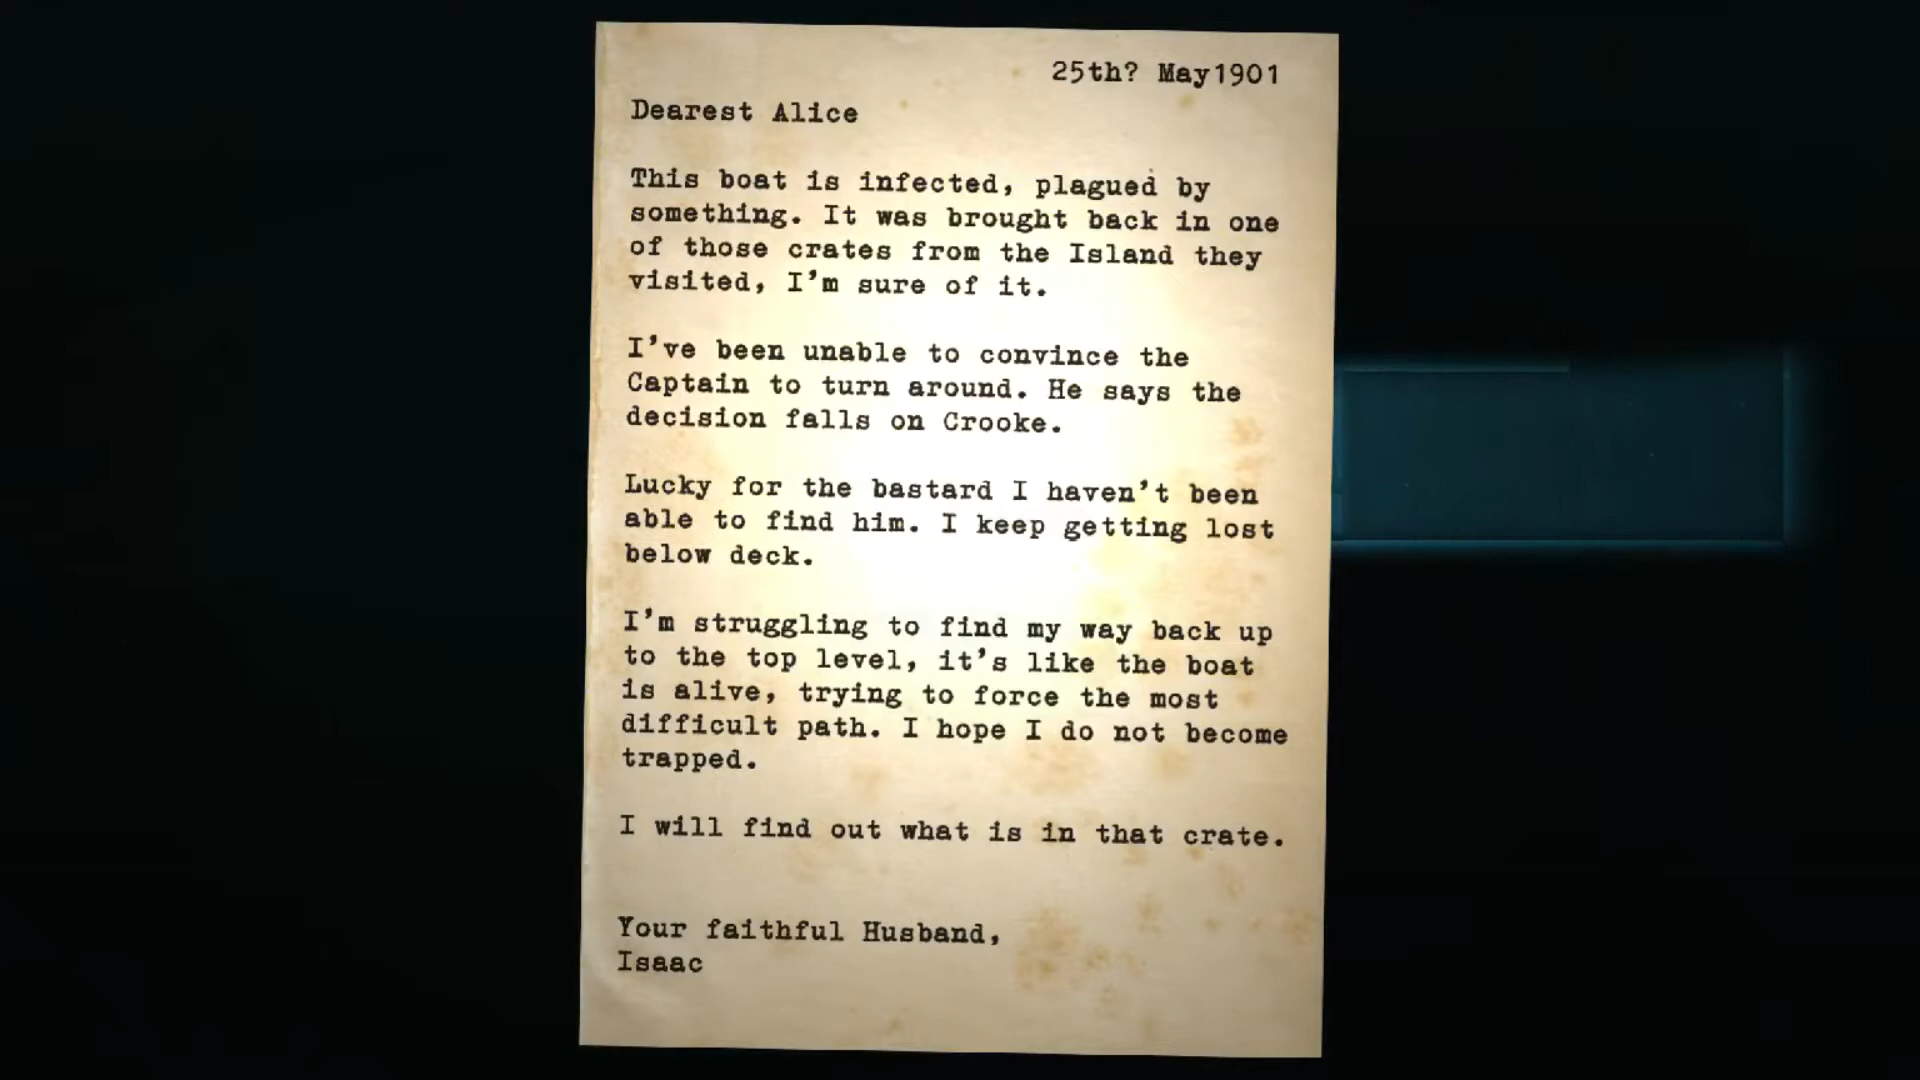 25th? May1901
Dearest Alice
This boat is infected, plagued by
something. It was brought back in one
of those crates from the Island they
visited, I'm sure of it.
I've been unable to convince the
Captain to turn around. He says the
decision falls on Crooke.
Lucky for the bastard I haven't been
able to find him. I keep getting lost
below deck.
I'm struggling to find my way back up
to the top level, it's like the boat
is alive, trying to force the most
difficult path. I hope I do not become
trapped.
I will find out what is in that crate.
Your faithful Husband,
Isaac